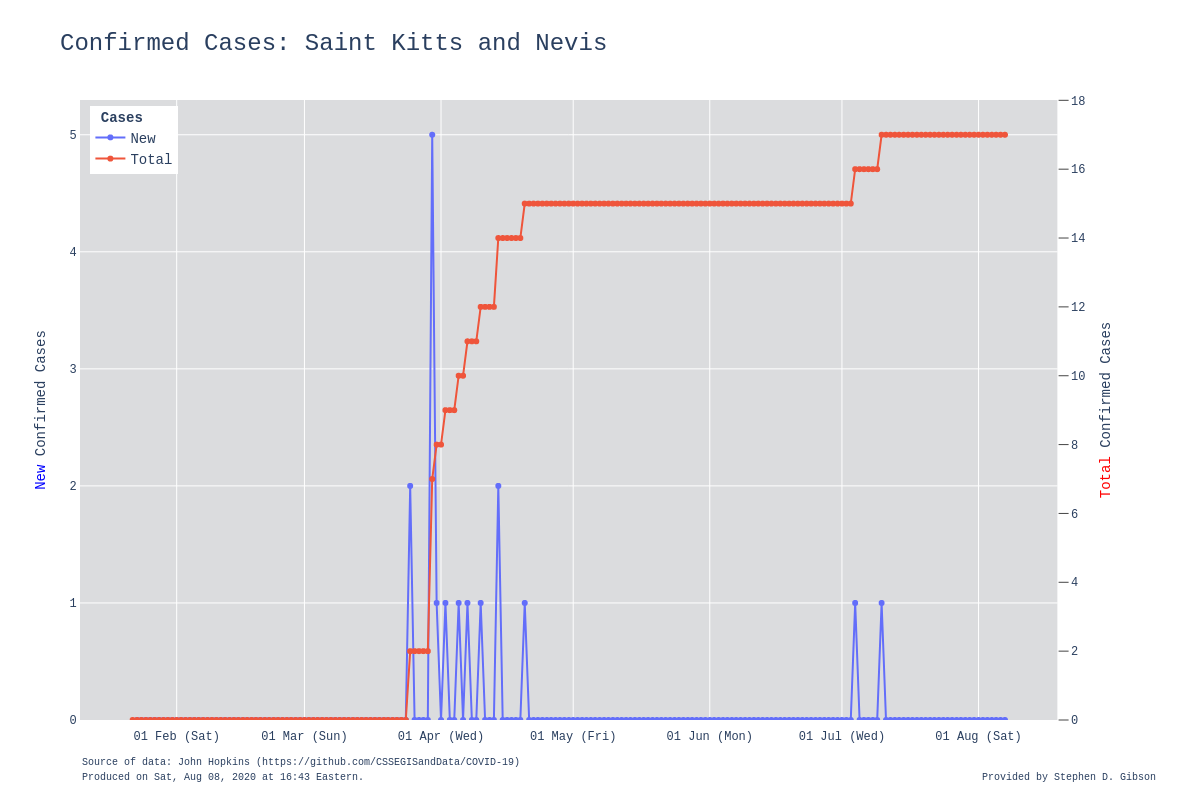 Confirmed Cases: Saint Kitts and Nevis
Cases
New
Total
5
4
3
2
1
0
New Confirmed Cases
18
16
14
12
10
8
6
4
2
0
Total Confirmed Cases
01 Feb (Sat)
01 Mar (Sun)
01 Apr (Wed)
01 May (Fri)
01 Jun (Mon)
01 Jul (Wed)
01 Aug (Sat)
Source of data: John Hopkins (https://github.com/CSSEGISandData/COVID-19)
Produced on Sat, Aug 08, 2020 at 16:43 Eastern.
Provided by Stephen D. Gibson